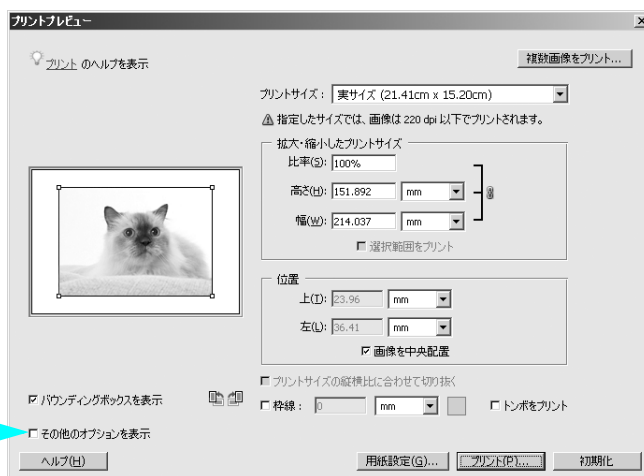 プリントプレビュー
プリント のヘルプを表示
複数画像をプリント...
プリントサイズ： 実サイズ (21.41cm x 15.20cm)
指定したサイズでは、画像は 220 dpi 以下でプリントされます。
拡大・縮小したプリントサイズ
比率(S): 100%
高さ(H): 151.892 mm
幅(W): 214.037 mm
選択範囲をプリント
位置
上(T): 23.96 mm
左(L): 36.41 mm
画像を中央配置
プリントサイズの縦横比に合わせて切り抜く
バウンディングボックスを表示
枠線： 0 mm
トンボをプリント
その他のオプションを表示
ヘルプ(H)
用紙設定(G)...
プリント(P)...
初期化